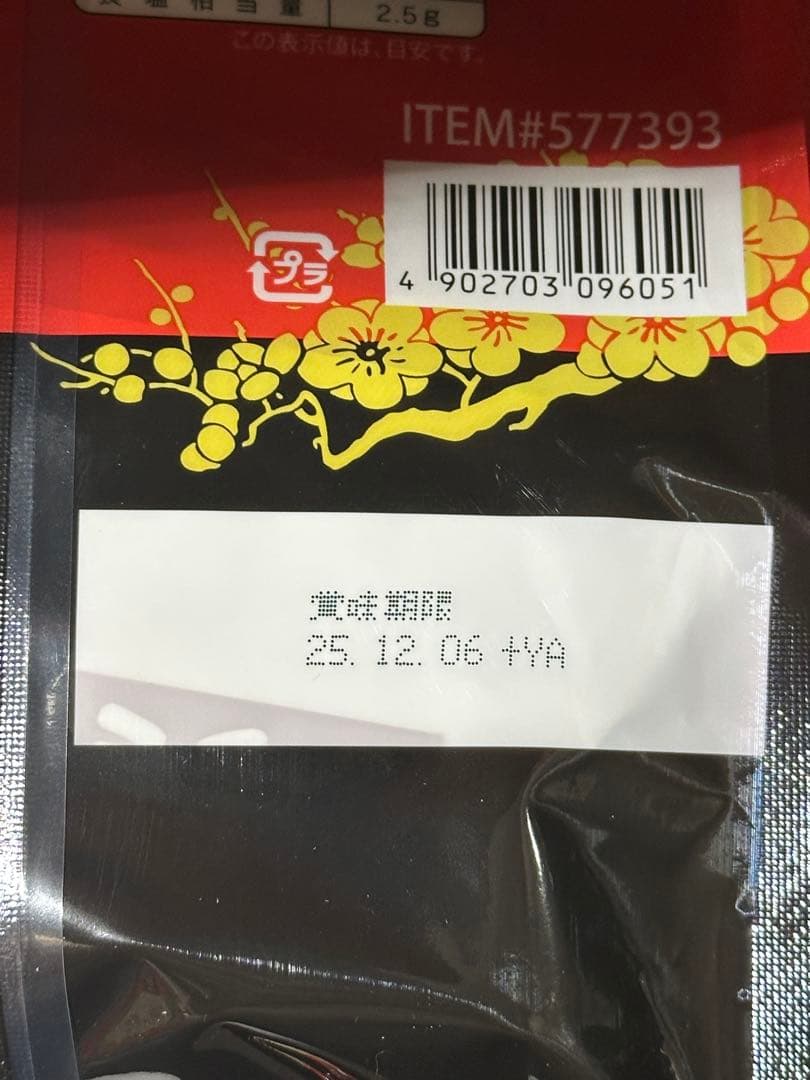 食塩相当量 2.5g
この表示値は、目安です。
ITEM#577393
プラ
4 902703 096051
賞味期限
25.12.06 +YA